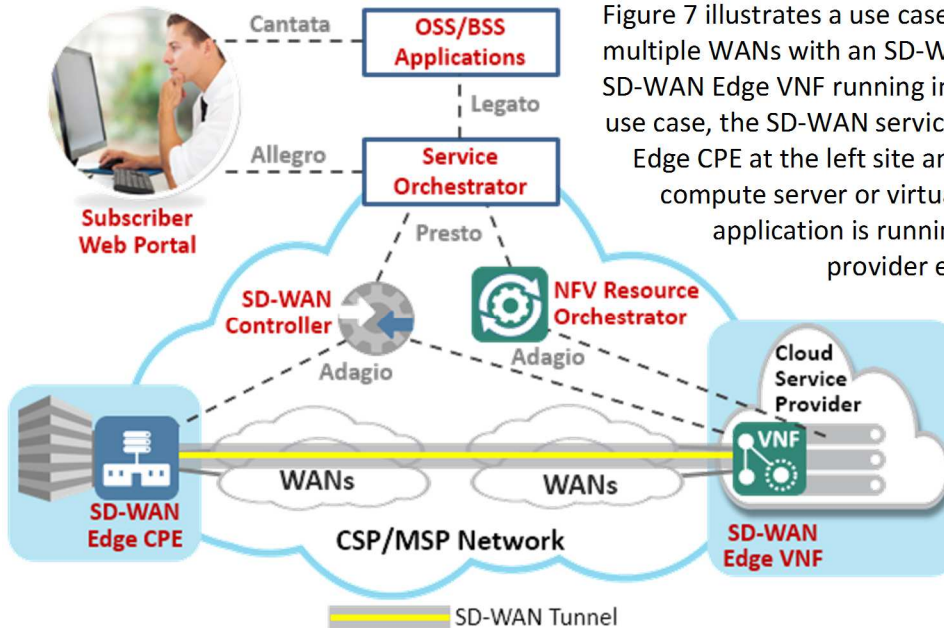 Figure 7 illustrates a use case
multiple WANs with an SD-W
SD-WAN Edge VNF running in
use case, the SD-WAN servic
Edge CPE at the left site an
compute server or virtua
application is runnin
provider e
Cantata
OSS/BSS
Applications
Legato
Allegro
Service
Orchestrator
Subscriber
Web Portal
Presto
SD-WAN
Controller
NFV Resource
Orchestrator
Adagio
Adagio
Cloud
Service
Provider
VNF
WANs
WANs
SD-WAN
Edge CPE
CSP/MSP Network
SD-WAN
Edge VNF
SD-WAN Tunnel